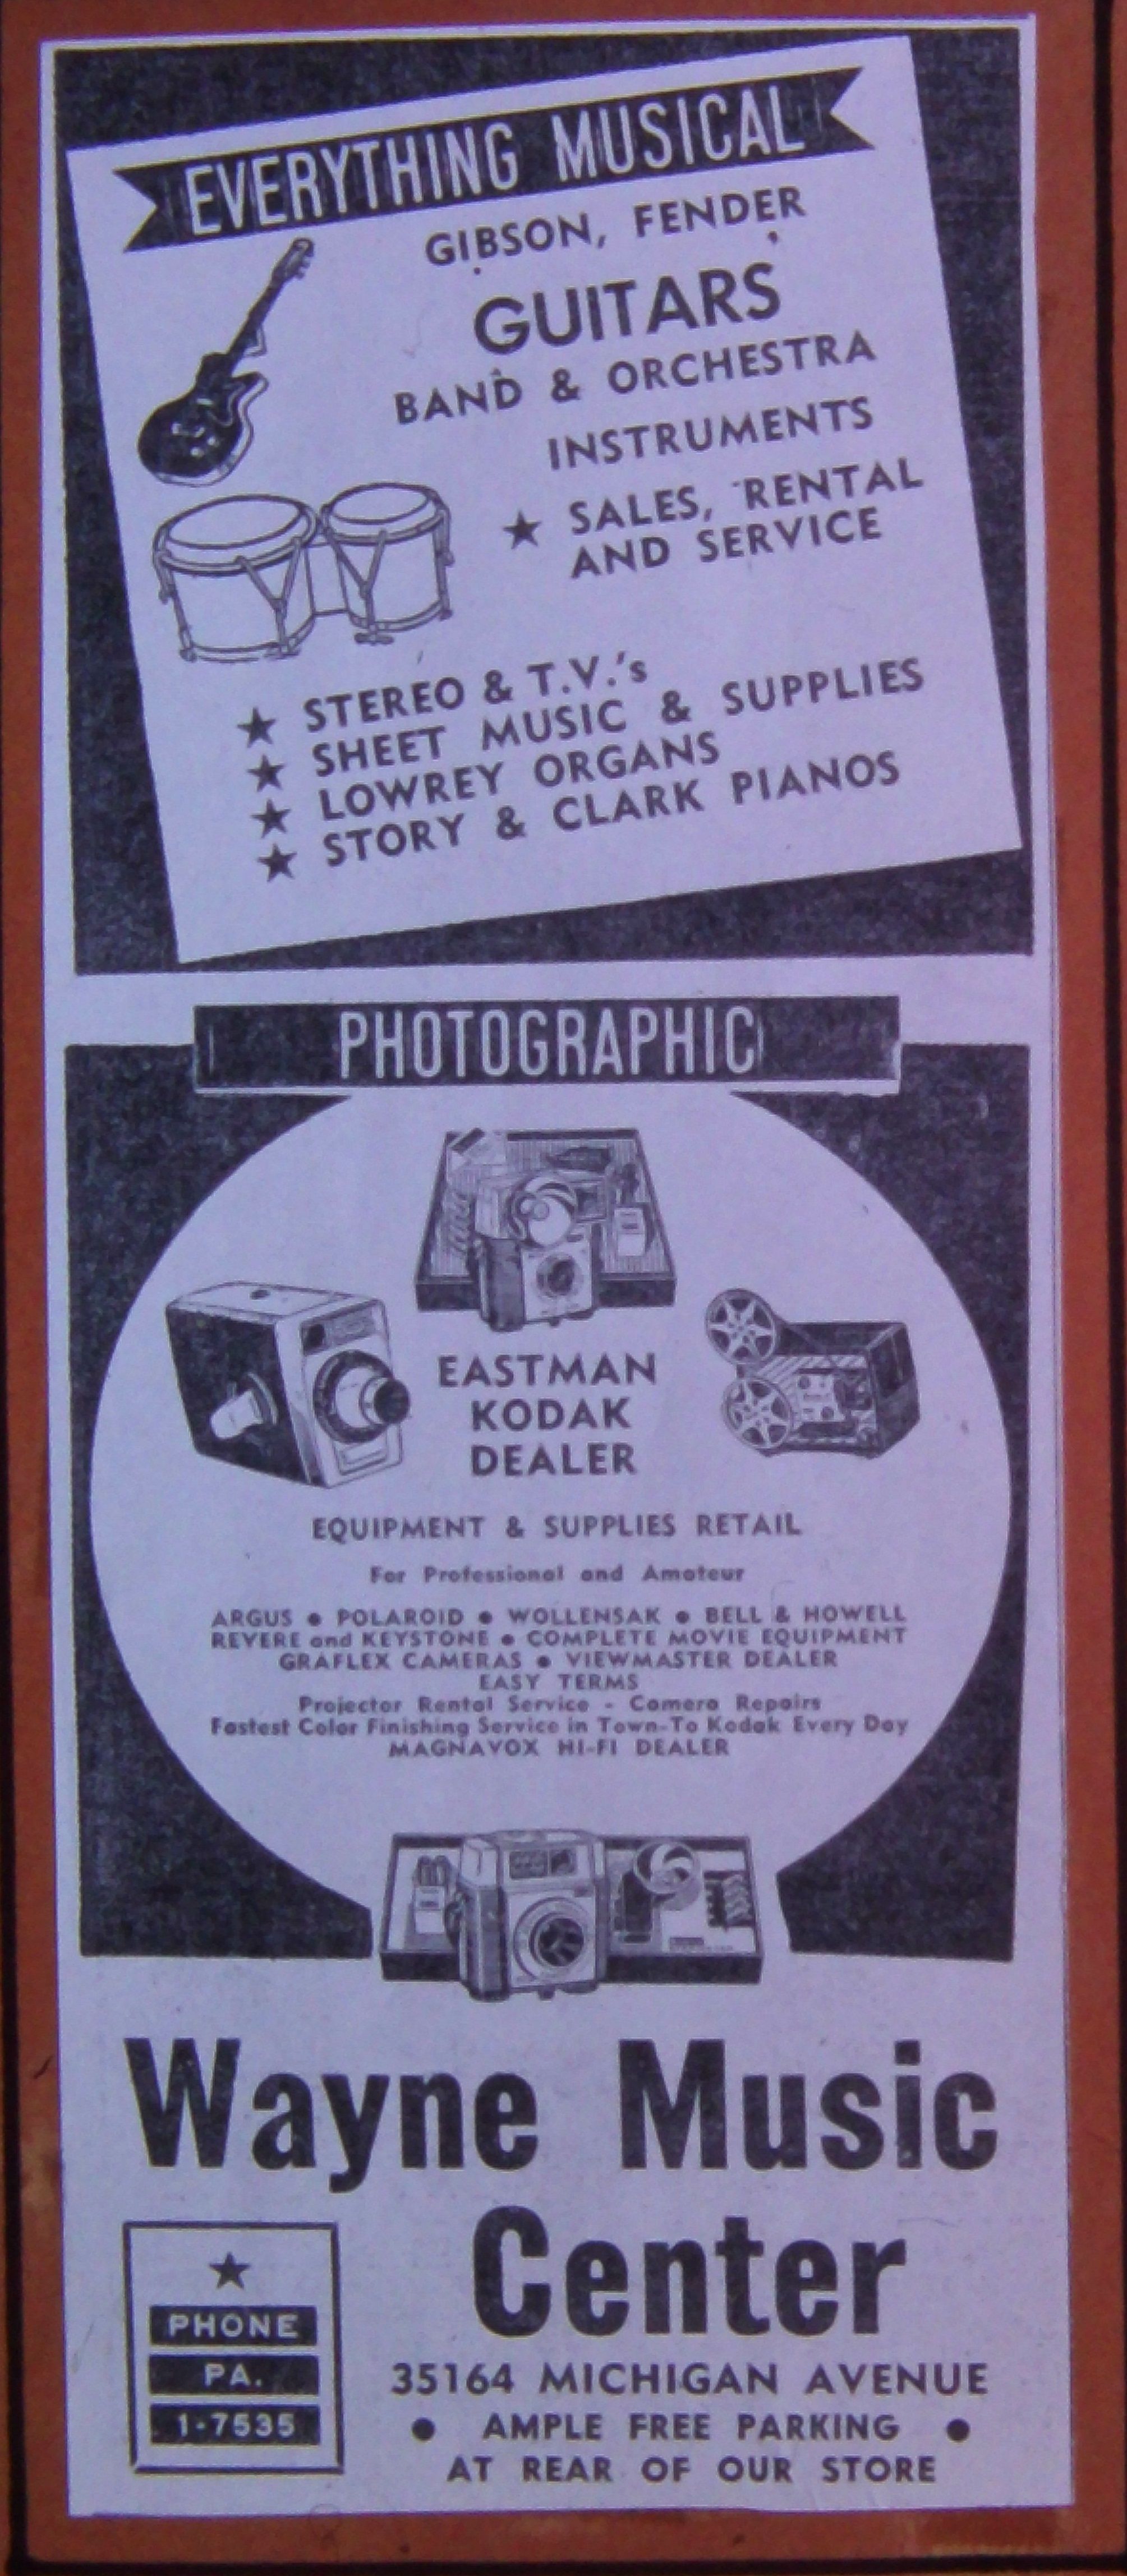 EVERYTHING MUSICAL
GIBSON, FENDER
GUITARS
BAND & ORCHESTRA
INSTRUMENTS
★ SALES, RENTAL
AND SERVICE
★ STEREO & T.V.'s
★ SHEET MUSIC & SUPPLIES
★ LOWREY ORGANS
★ STORY & CLARK PIANOS
PHOTOGRAPHIC
EASTMAN
KODAK
DEALER
EQUIPMENT & SUPPLIES RETAIL
For Professional and Amateur
ARGUS ● POLAROID ● WOLLENSAK ● BELL & HOWELL
REVERE and KEYSTONE ● COMPLETE MOVIE EQUIPMENT
GRAFLEX CAMERAS ● VIEWMASTER DEALER
EASY TERMS
Projector Rental Service - Camera Repairs
Fastest Color Finishing Service in Town-To Kodak Every Day
MAGNAVOX HI-FI DEALER
Wayne Music
Center
★
PHONE
PA.
1-7535
35164 MICHIGAN AVENUE
● AMPLE FREE PARKING ●
AT REAR OF OUR STORE